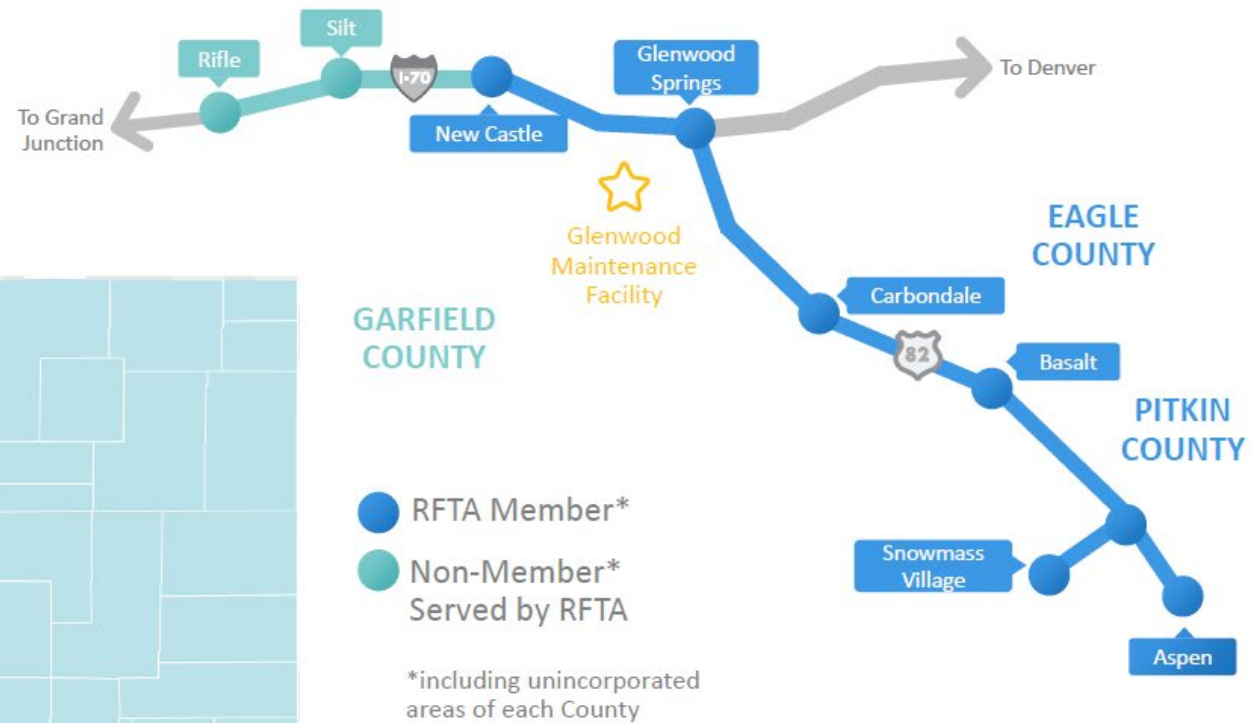 Silt
Rifle
I-70
Glenwood
Springs
To Denver
To Grand
Junction
New Castle
Glenwood
Maintenance
Facility
EAGLE
COUNTY
GARFIELD
COUNTY
Carbondale
82
Basalt
PITKIN
COUNTY
RFTA Member*
Non-Member*
Served by RFTA
Snowmass
Village
Aspen
*including unincorporated
areas of each County